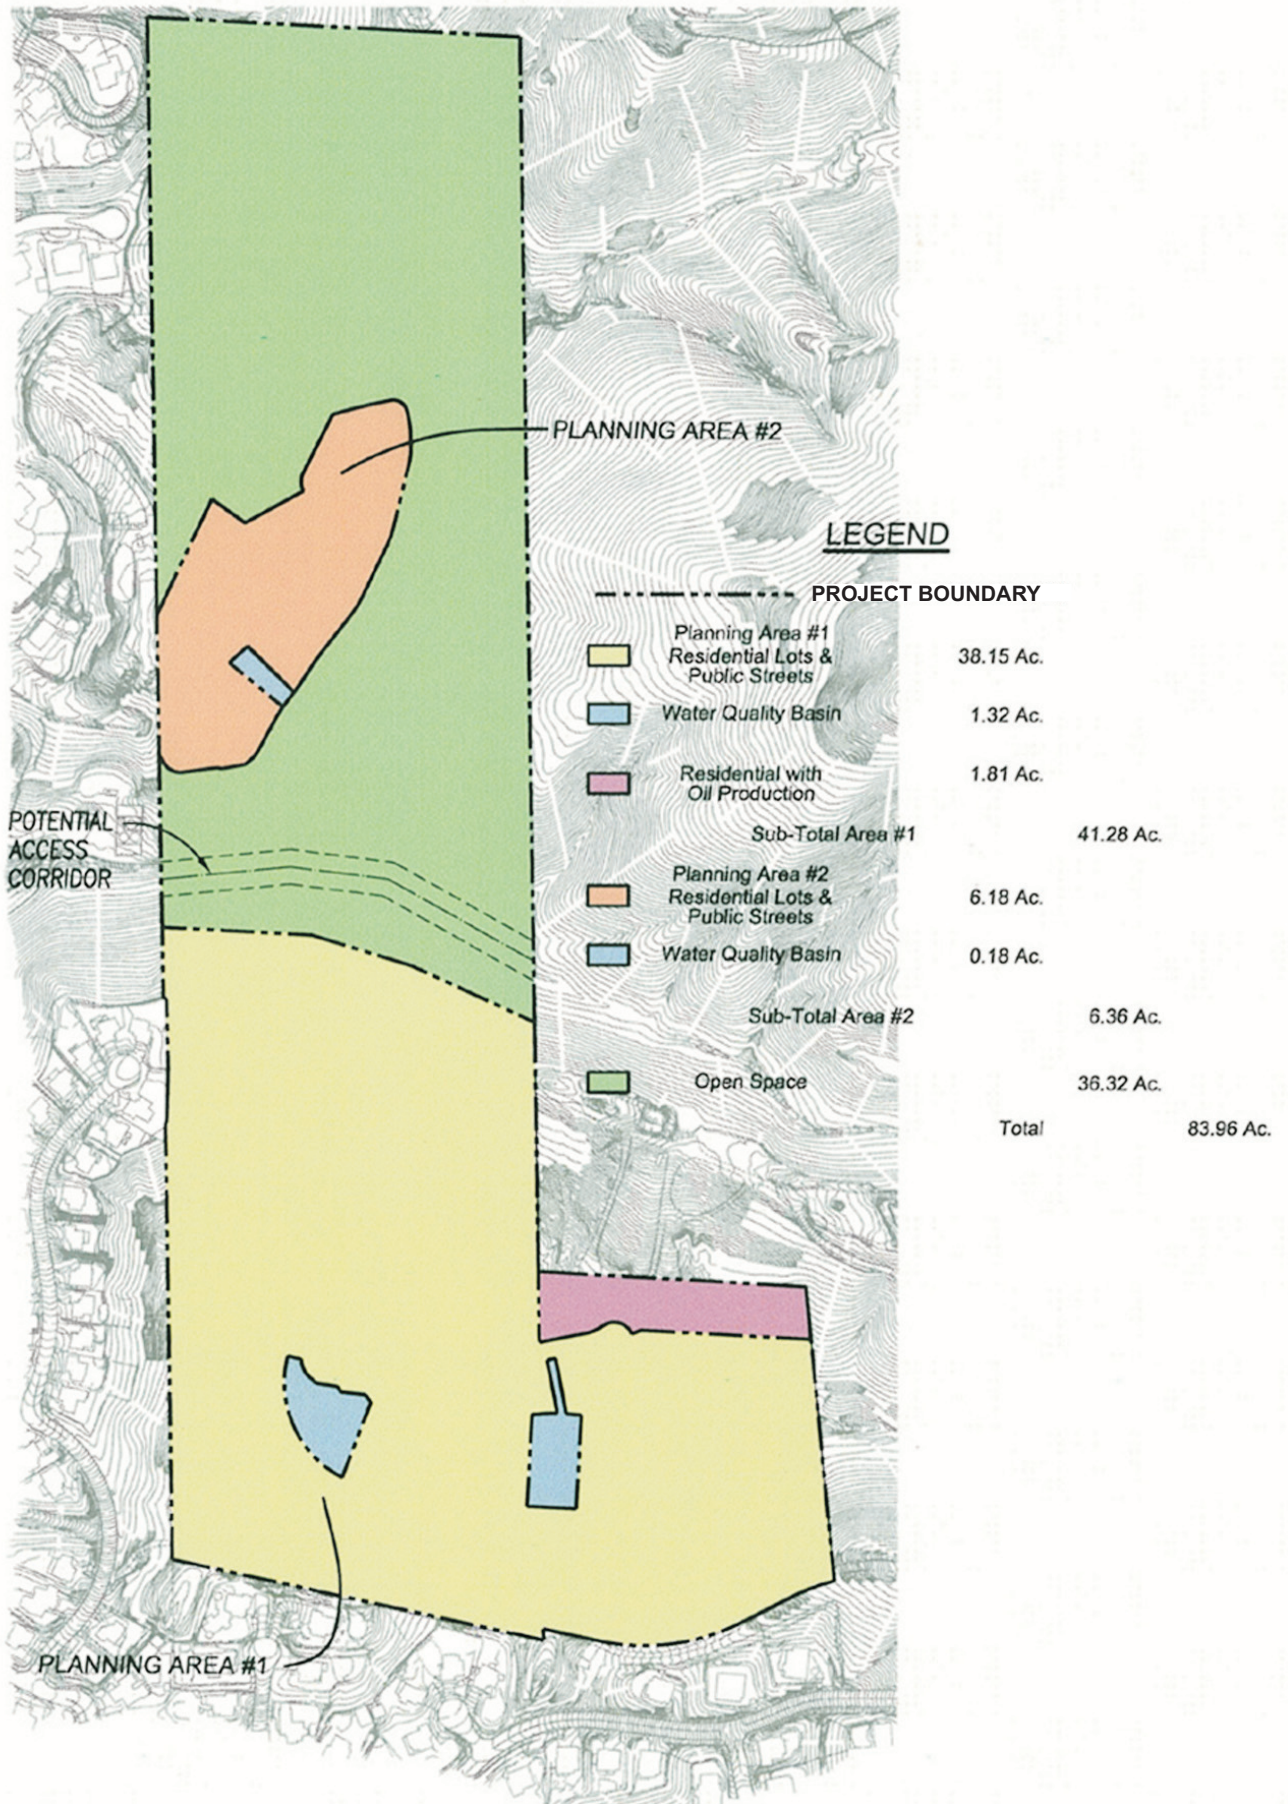 PLANNING AREA #2
LEGEND
PROJECT BOUNDARY
Planning Area #1
Residential Lots & 38.15 Ac.
Public Streets
Water Quality Basin 1.32 Ac.
Residential with 1.81 Ac.
Oil Production
Sub-Total Area #1 41.28 Ac.
POTENTIAL
ACCESS
CORRIDOR
Planning Area #2
Residential Lots & 6.18 Ac.
Public Streets
Water Quality Basin 0.18 Ac.
Sub-Total Area #2 6.36 Ac.
Open Space 36.32 Ac.
Total 83.96 Ac.
PLANNING AREA #1